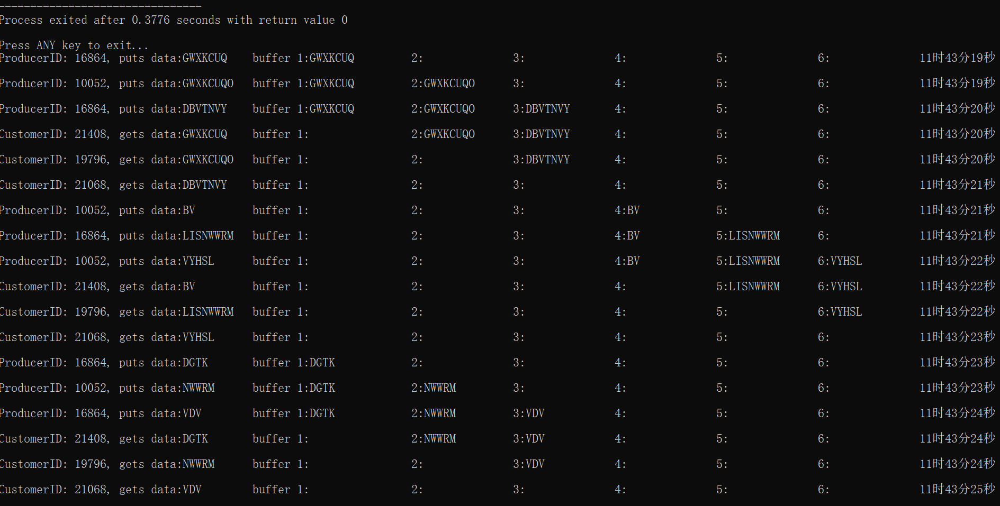 --------------------------------
Process exited after 0.3776 seconds with return value 0
Press ANY key to exit...
ProducerID: 16864, puts data:GWXKCUQ buffer 1:GWXKCUQ 2: 3: 4: 5: 6: 11时43分19秒
ProducerID: 10052, puts data:GWXKCUQO buffer 1:GWXKCUQ 2:GWXKCUQO 3: 4: 5: 6: 11时43分19秒
ProducerID: 16864, puts data:DBVTNVY buffer 1:GWXKCUQ 2:GWXKCUQO 3:DBVTNVY 4: 5: 6: 11时43分20秒
CustomerID: 21408, gets data:GWXKCUQ buffer 1: 2:GWXKCUQO 3:DBVTNVY 4: 5: 6: 11时43分20秒
CustomerID: 19796, gets data:GWXKCUQO buffer 1: 2: 3:DBVTNVY 4: 5: 6: 11时43分20秒
CustomerID: 21068, gets data:DBVTNVY buffer 1: 2: 3: 4: 5: 6: 11时43分21秒
ProducerID: 10052, puts data:BV buffer 1: 2: 3: 4:BV 5: 6: 11时43分21秒
ProducerID: 16864, puts data:LISNWWRM buffer 1: 2: 3: 4:BV 5:LISNWWRM 6: 11时43分21秒
ProducerID: 10052, puts data:VYHSL buffer 1: 2: 3: 4:BV 5:LISNWWRM 6:VYHSL 11时43分22秒
CustomerID: 21408, gets data:BV buffer 1: 2: 3: 4: 5:LISNWWRM 6:VYHSL 11时43分22秒
CustomerID: 19796, gets data:LISNWWRM buffer 1: 2: 3: 4: 5: 6:VYHSL 11时43分22秒
CustomerID: 21068, gets data:VYHSL buffer 1: 2: 3: 4: 5: 6: 11时43分23秒
ProducerID: 16864, puts data:DGTK buffer 1:DGTK 2: 3: 4: 5: 6: 11时43分23秒
ProducerID: 10052, puts data:NWWRM buffer 1:DGTK 2:NWWRM 3: 4: 5: 6: 11时43分23秒
ProducerID: 16864, puts data:VDV buffer 1:DGTK 2:NWWRM 3:VDV 4: 5: 6: 11时43分24秒
CustomerID: 21408, gets data:DGTK buffer 1: 2:NWWRM 3:VDV 4: 5: 6: 11时43分24秒
CustomerID: 19796, gets data:NWWRM buffer 1: 2: 3:VDV 4: 5: 6: 11时43分24秒
CustomerID: 21068, gets data:VDV buffer 1: 2: 3: 4: 5: 6: 11时43分25秒